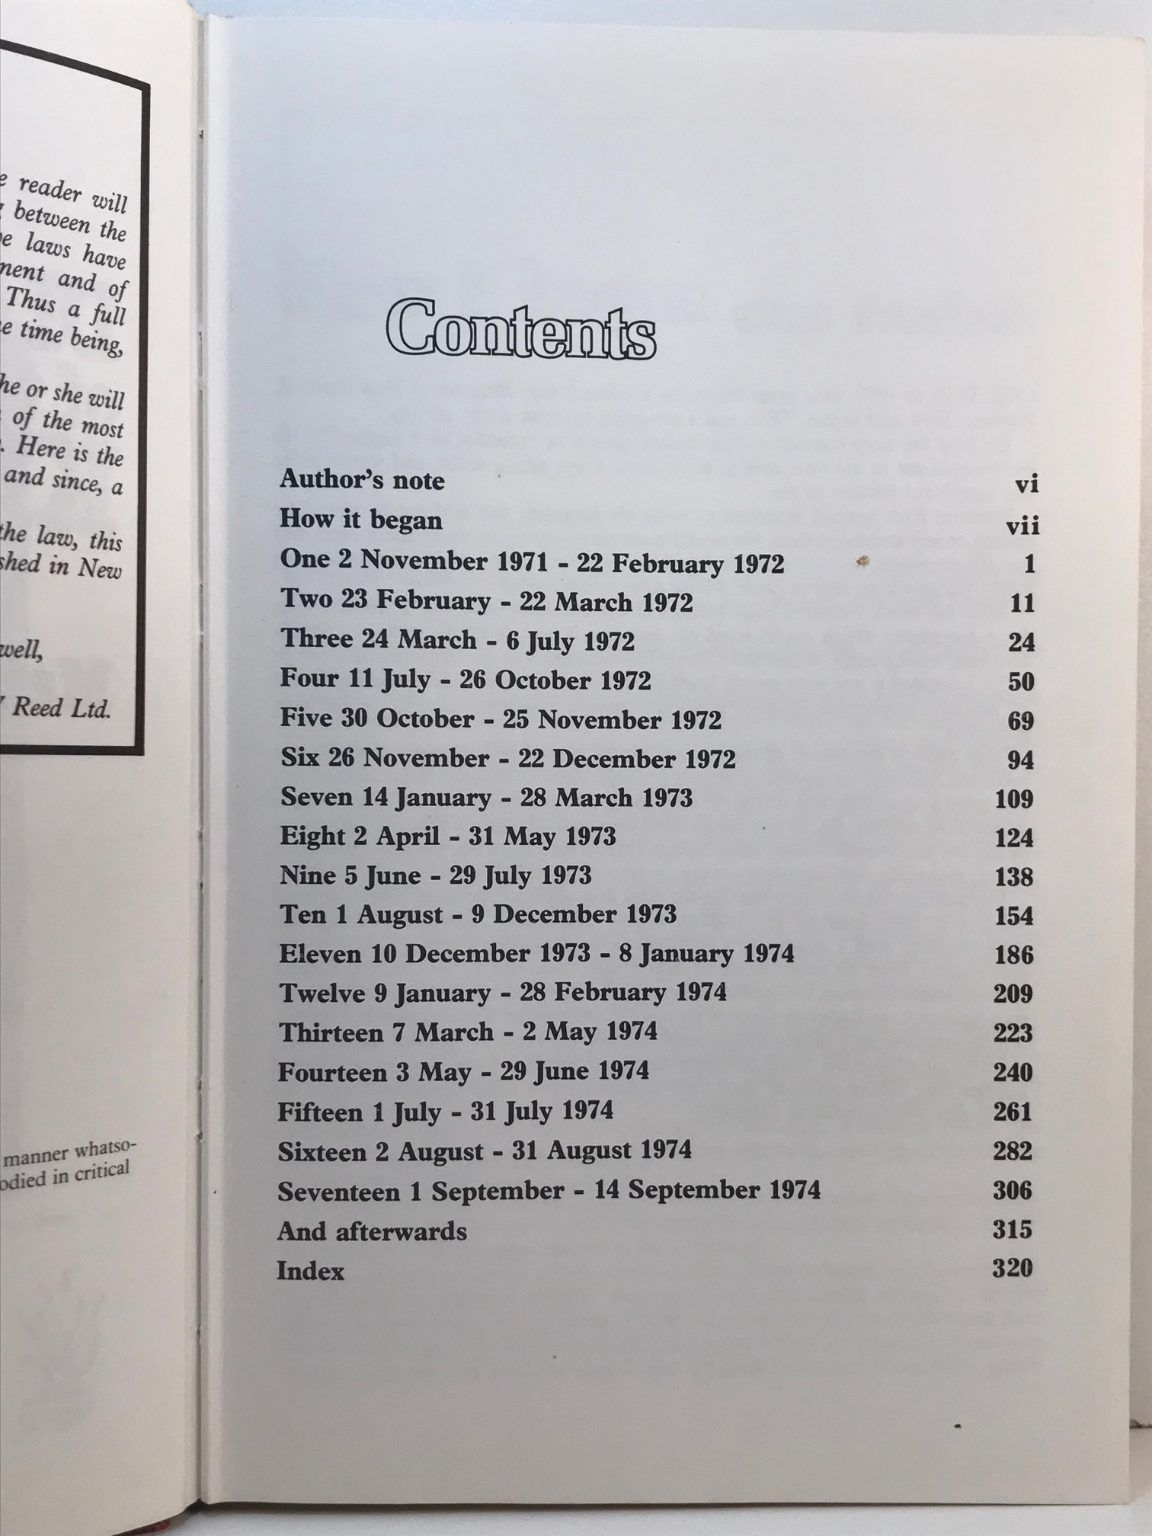 reader will
between the
laws have
and of
Thus a full
time being,
he or she will
of the most
Here is the
and since, a
the law, this
in New
well,
Reed Ltd.
manner whatso-
in critical
Contents
Author's note vi
How it began vii
One 2 November 1971 - 22 February 1972 1
Two 23 February - 22 March 1972 11
Three 24 March - 6 July 1972 24
Four 11 July - 26 October 1972 50
Five 30 October - 25 November 1972 69
Six 26 November - 22 December 1972 94
Seven 14 January - 28 March 1973 109
Eight 2 April - 31 May 1973 124
Nine 5 June - 29 July 1973 138
Ten 1 August - 9 December 1973 154
Eleven 10 December 1973 - 8 January 1974 186
Twelve 9 January - 28 February 1974 209
Thirteen 7 March - 2 May 1974 223
Fourteen 3 May - 29 June 1974 240
Fifteen 1 July - 31 July 1974 261
Sixteen 2 August - 31 August 1974 282
Seventeen 1 September - 14 September 1974 306
And afterwards 315
Index 320